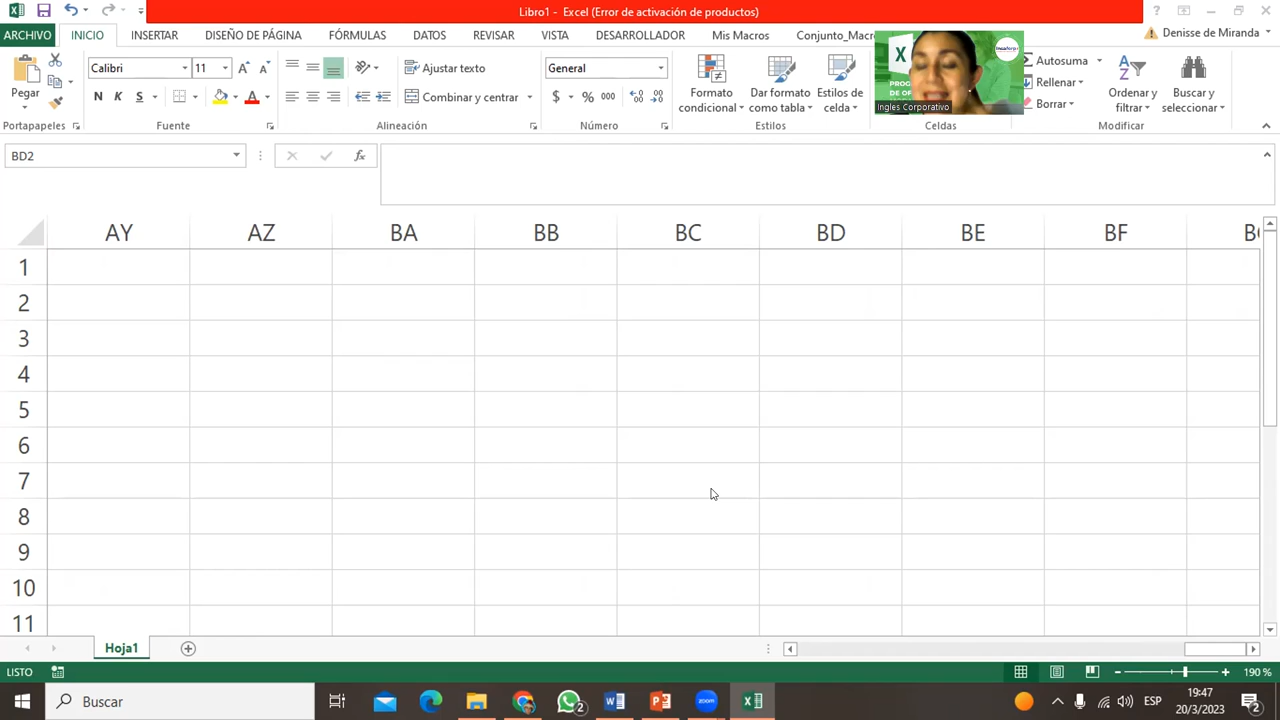 Libro1 - Excel (Error de activación de productos)
ARCHIVO INICIO INSERTAR DISEÑO DE PÁGINA FÓRMULAS DATOS REVISAR VISTA DESARROLLADOR Mis Macros Conjunto_Macr Denisse de Miranda
Pegar
Calibri 11
N K S
Ajustar texto
Combinar y centrar
General
$ % 000
Formato condicional
Dar formato como tabla
Estilos de celda
Autosuma
Rellenar
Borrar
Ordenar y filtrar
Buscar y seleccionar
Ingles Corporativo
Portapapeles Fuente Alineación Número Estilos Celdas Modificar
BD2 fx
AY AZ BA BB BC BD BE BF
1
2
3
4
5
6
7
8
9
10
11
Hoja1
LISTO 190 %
Buscar 2 ESP 19:47
20/3/2023 2